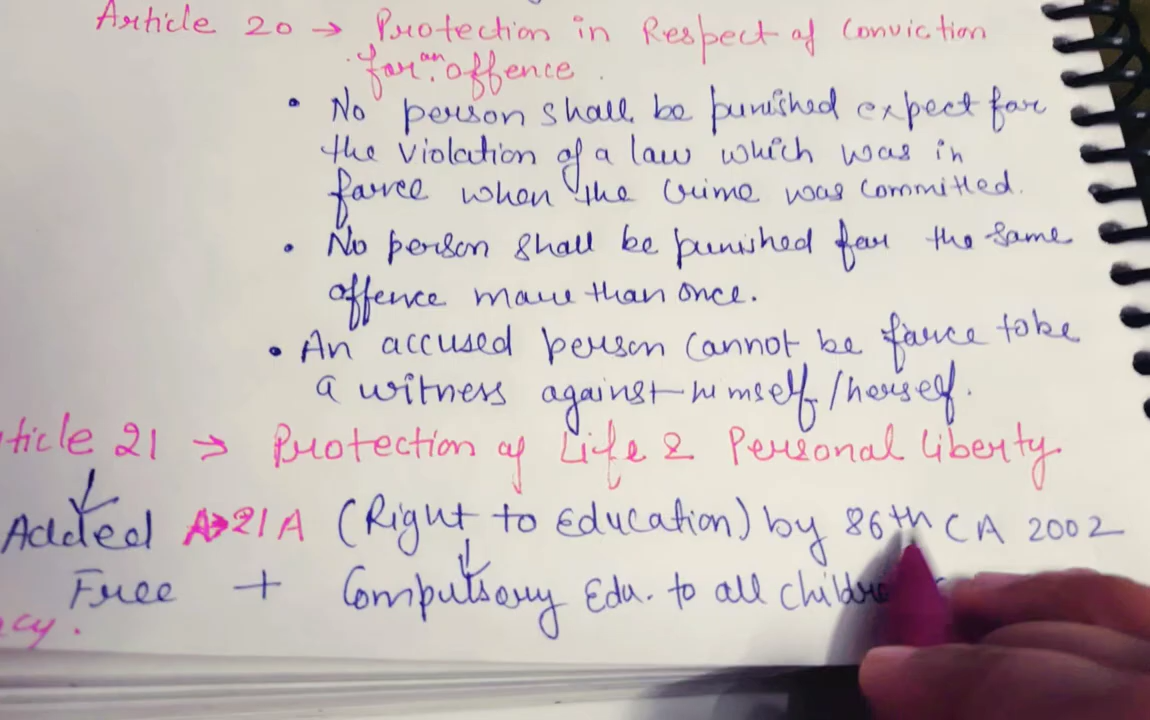 Article 20 → Protection in Respect of Conviction
for an offence.
• No person shall be punished expect for
the violation of a law which was in
force when the crime was committed.
• No person shall be punished for the same
offence more than once.
• An accused person cannot be force to be
a witness against himself/herself.
ticle 21 → Protection of Life & Personal Liberty
Added A→21A (Right to Education) by 86th CA 2002
Free + Compulsory Edu. to all childre
cy.